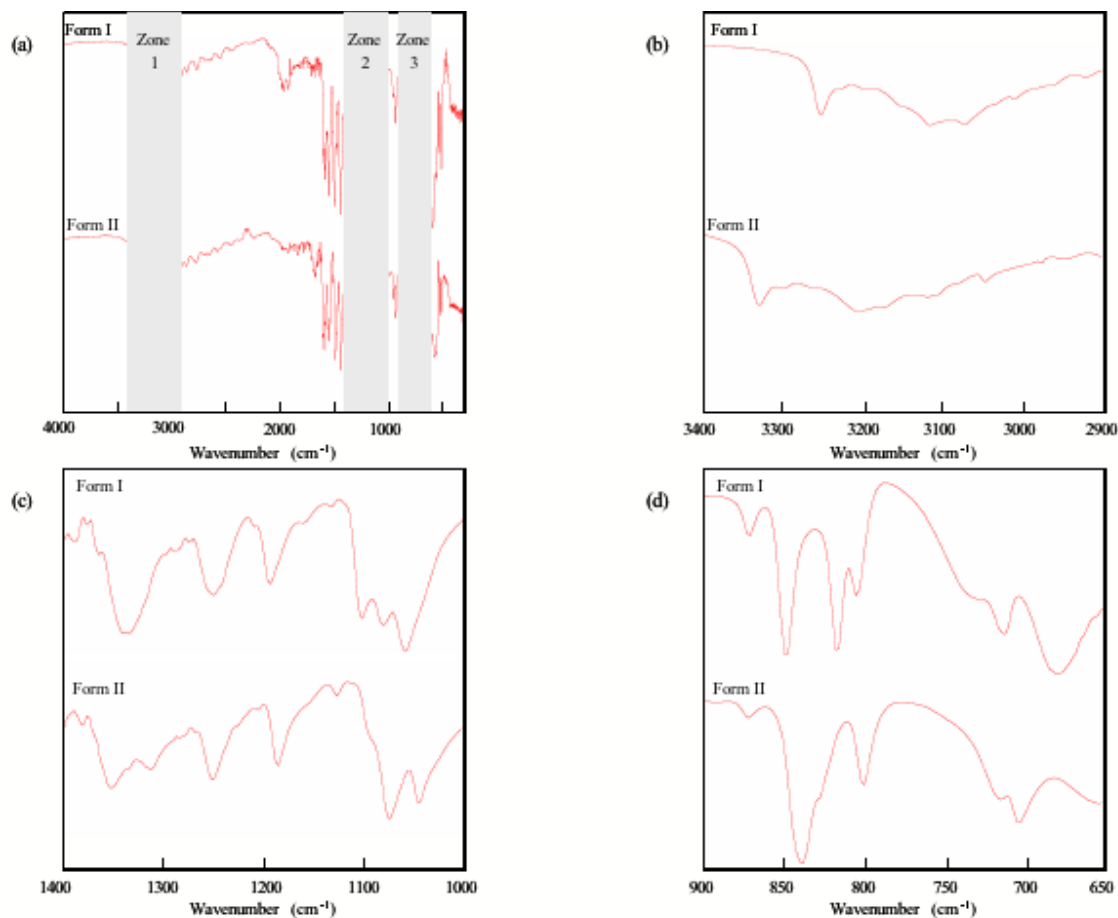 (a)
Form I
Zone 1
Zone 2
Zone 3
Form II
4000 3000 2000 1000
Wavenumber (cm⁻¹)
(b)
Form I
Form II
3400 3300 3200 3100 3000 2900
Wavenumber (cm⁻¹)
(c)
Form I
Form II
1400 1300 1200 1100 1000
Wavenumber (cm⁻¹)
(d)
Form I
Form II
900 850 800 750 700 650
Wavenumber (cm⁻¹)